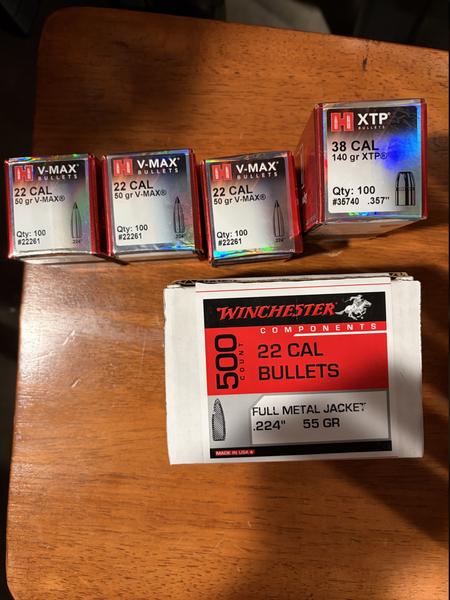 H V-MAX®
BULLETS
22 CAL
50 gr V-MAX®
Qty: 100
#22261
.224"
H V-MAX®
BULLETS
22 CAL
50 gr V-MAX®
Qty: 100
#22261
.224"
H V-MAX®
BULLETS
22 CAL
50 gr V-MAX®
Qty: 100
#22261
.224"
H XTP®
BULLETS
38 CAL
140 gr XTP®
Qty: 100
#35740 .357"
WINCHESTER
COMPONENTS
500
COUNT
22 CAL
BULLETS
FULL METAL JACKET
.224" 55 GR
MADE IN USA